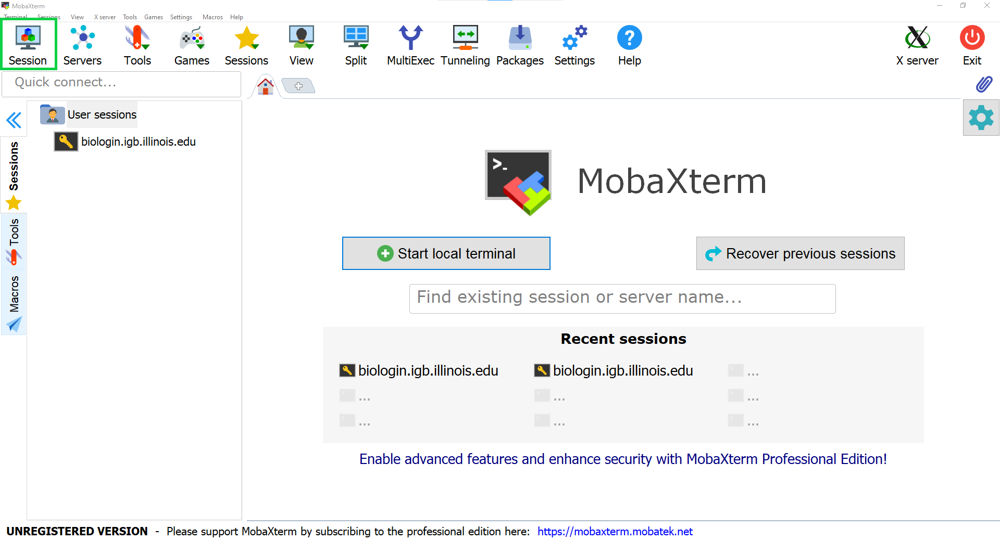 MobaXterm
Terminal Sessions View X server Tools Games Settings Macros Help
Session Servers Tools Games Sessions View Split MultiExec Tunneling Packages Settings Help X server Exit
Quick connect...
User sessions
biologin.igb.illinois.edu
Sessions
Tools
Macros
>_
MobaXterm
Start local terminal Recover previous sessions
Find existing session or server name...
Recent sessions
biologin.igb.illinois.edu biologin.igb.illinois.edu ...
... ... ...
... ... ...
Enable advanced features and enhance security with MobaXterm Professional Edition!
UNREGISTERED VERSION - Please support MobaXterm by subscribing to the professional edition here: https://mobaxterm.mobatek.net